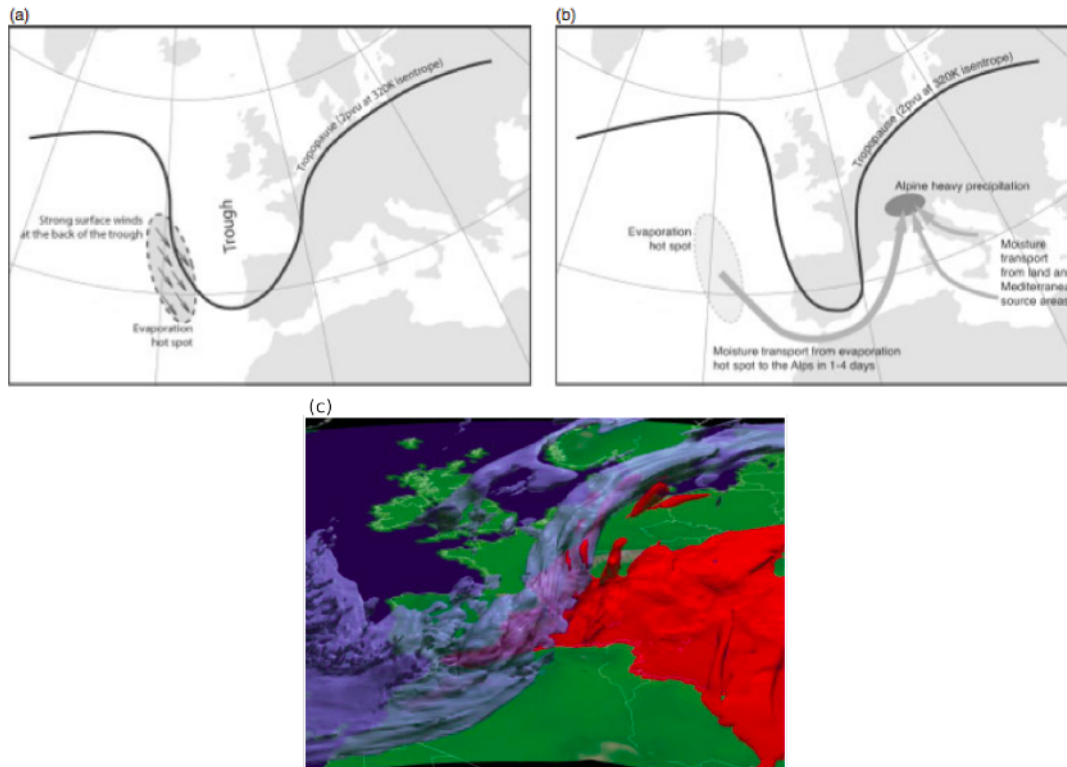 (a)
Tropopause (2pvu at 320K isentrope)
Strong surface winds
at the back of the trough
Trough
Evaporation
hot spot
(b)
Tropopause (2pvu at 320K isentrope)
Alpine heavy precipitation
Evaporation
hot spot
Moisture
transport
from land an
Mediterranea
source areas
Moisture transport from evaporation
hot spot to the Alps in 1-4 days
(c)